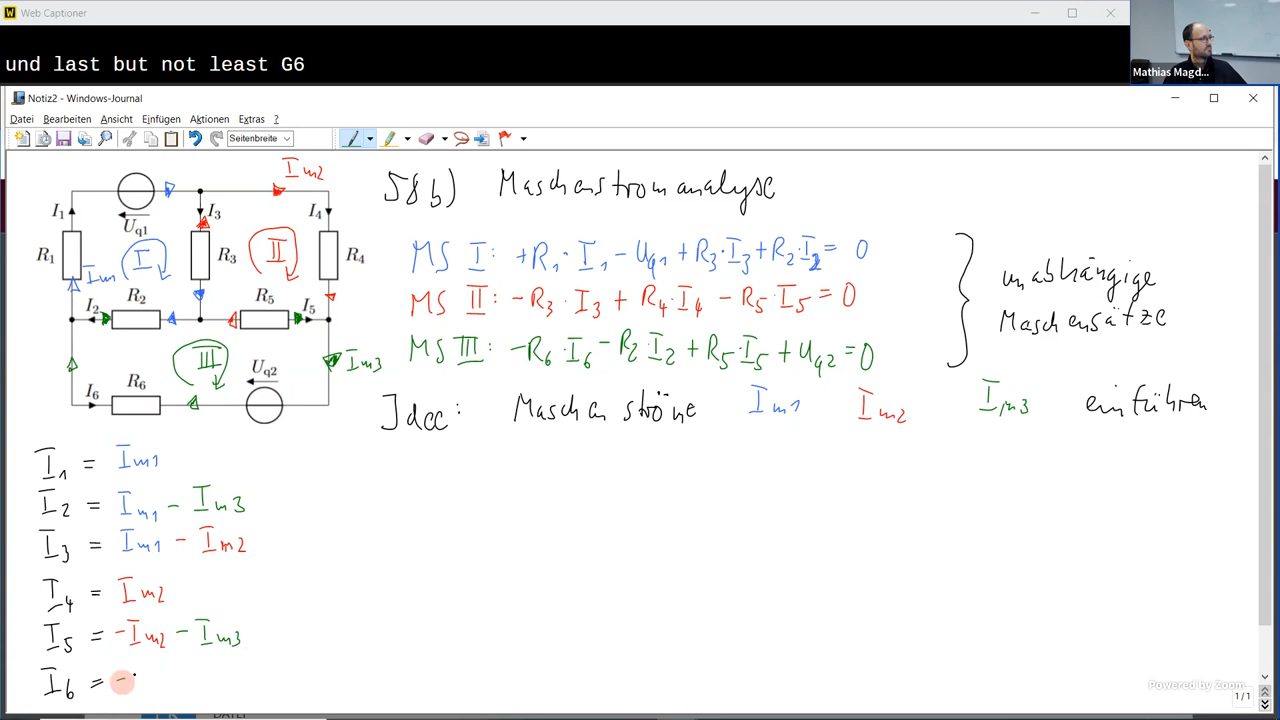 Web Captioner
und last but not least G6
Mathias Magd...
Notiz2 - Windows-Journal
Datei Bearbeiten Ansicht Einfügen Aktionen Extras ?
Seitenbreite
I1 Uq1 I3 Im2 I4
R1 I R3 II R4
Im1
I2 R2 R5 I5
III Im3
I6 R6 Uq2
58b) Maschenstromanalyse
MS I: +R1·I1 - Uq1 + R3·I3 + R2·I2 = 0
MS II: -R3·I3 + R4·I4 - R5·I5 = 0
MS III: -R6·I6 - R2·I2 + R5·I5 + Uq2 = 0
unabhängige
Maschensätze
Idee: Maschenströme Im1 Im2 Im3 einführen
I1 = Im1
I2 = Im1 - Im3
I3 = Im1 - Im2
I4 = Im2
I5 = -Im2 - Im3
I6 = -
Powered by Zoom
1/1